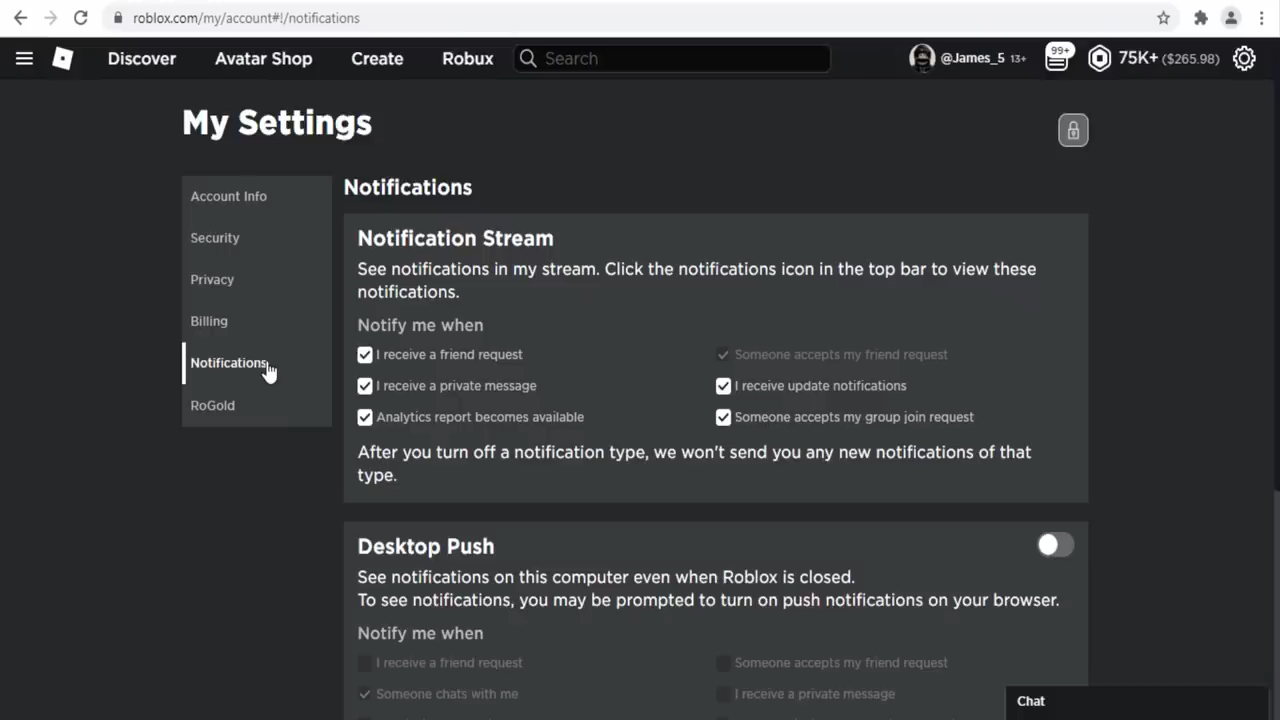 roblox.com/my/account#!/notifications
Discover
Avatar Shop
Create
Robux
Search
@James_5 13+
99+
75K+ ($265.98)
My Settings
Account Info
Security
Privacy
Billing
Notifications
RoGold
Notifications
Notification Stream
See notifications in my stream. Click the notifications icon in the top bar to view these
notifications.
Notify me when
I receive a friend request
Someone accepts my friend request
I receive a private message
I receive update notifications
Analytics report becomes available
Someone accepts my group join request
After you turn off a notification type, we won't send you any new notifications of that
type.
Desktop Push
See notifications on this computer even when Roblox is closed.
To see notifications, you may be prompted to turn on push notifications on your browser.
Notify me when
I receive a friend request
Someone accepts my friend request
Someone chats with me
I receive a private message
Chat